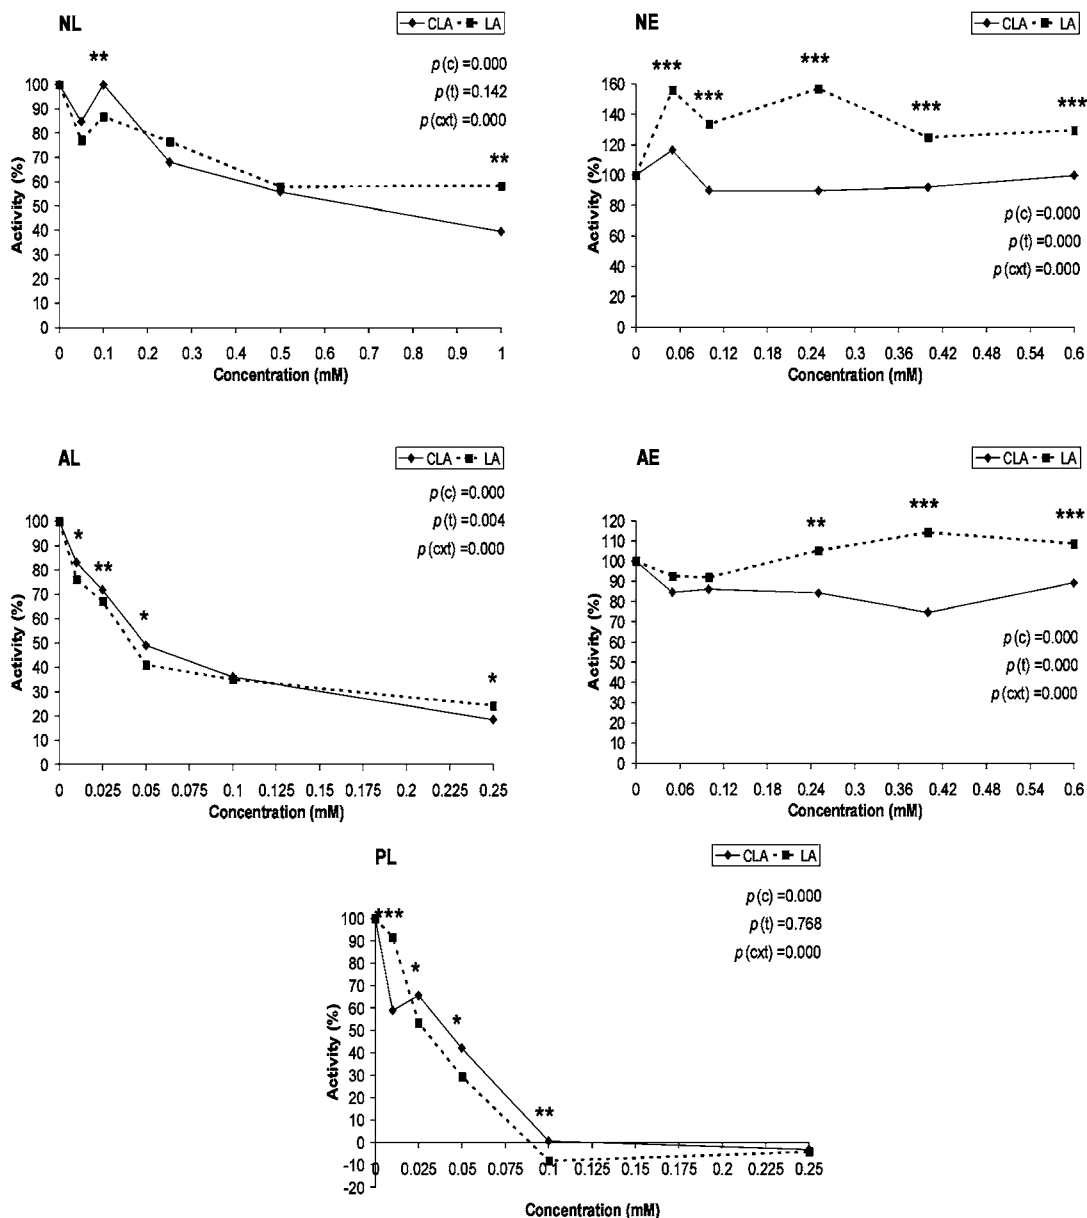 NL
CLA LA
**
p(c) =0.000
p(t) =0.142
p(cxt) =0.000
**
Activity (%)
100
90
80
70
60
50
40
30
20
10
0
0 0.1 0.2 0.3 0.4 0.5 0.6 0.7 0.8 0.9 1
Concentration (mM)
NE
CLA LA
*** *** *** *** ***
Activity (%)
160
140
120
100
80
60
40
20
0
p(c) =0.000
p(t) =0.000
p(cxt) =0.000
0 0.06 0.12 0.18 0.24 0.3 0.36 0.42 0.48 0.54 0.6
Concentration (mM)
AL
CLA LA
p(c) =0.000
p(t) =0.004
p(cxt) =0.000
* ** * *
Activity (%)
100
90
80
70
60
50
40
30
20
10
0
0 0.025 0.05 0.075 0.1 0.125 0.15 0.175 0.2 0.225 0.25
Concentration (mM)
AE
CLA LA
** *** ***
Activity (%)
120
110
100
90
80
70
60
50
40
30
20
10
0
p(c) =0.000
p(t) =0.000
p(cxt) =0.000
0 0.06 0.12 0.18 0.24 0.3 0.36 0.42 0.48 0.54 0.6
Concentration (mM)
PL
CLA LA
p(c) =0.000
p(t) =0.768
p(cxt) =0.000
*** * * **
Activity (%)
100
90
80
70
60
50
40
30
20
10
0
-10
-20
0 0.025 0.05 0.075 0.1 0.125 0.15 0.175 0.2 0.225 0.25
Concentration (mM)